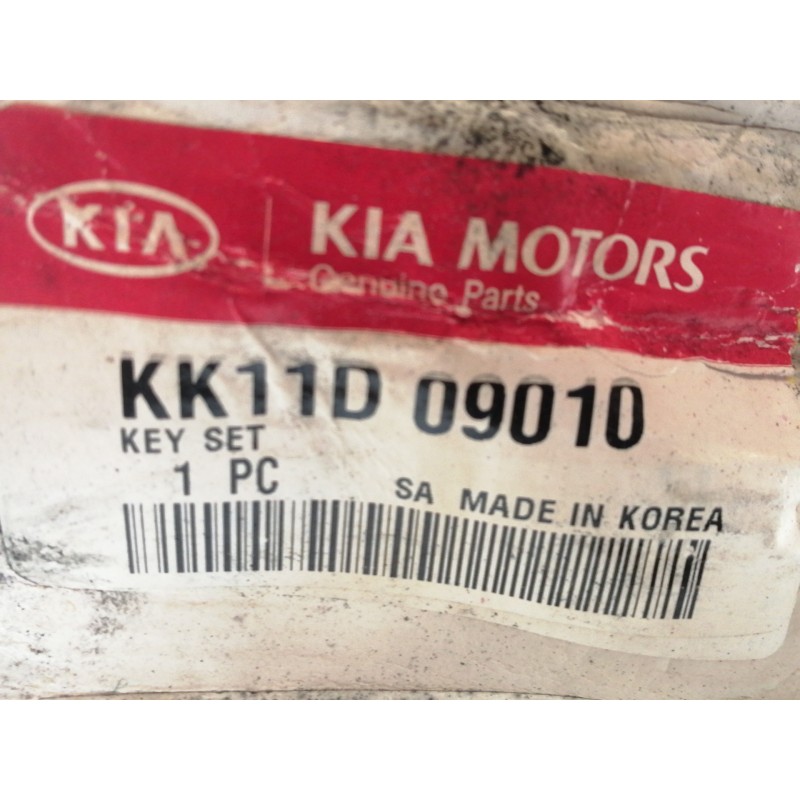 KIA
KIA MOTORS
Genuine Parts
KK11D 09010
KEY SET
1 PC
SA MADE IN KOREA